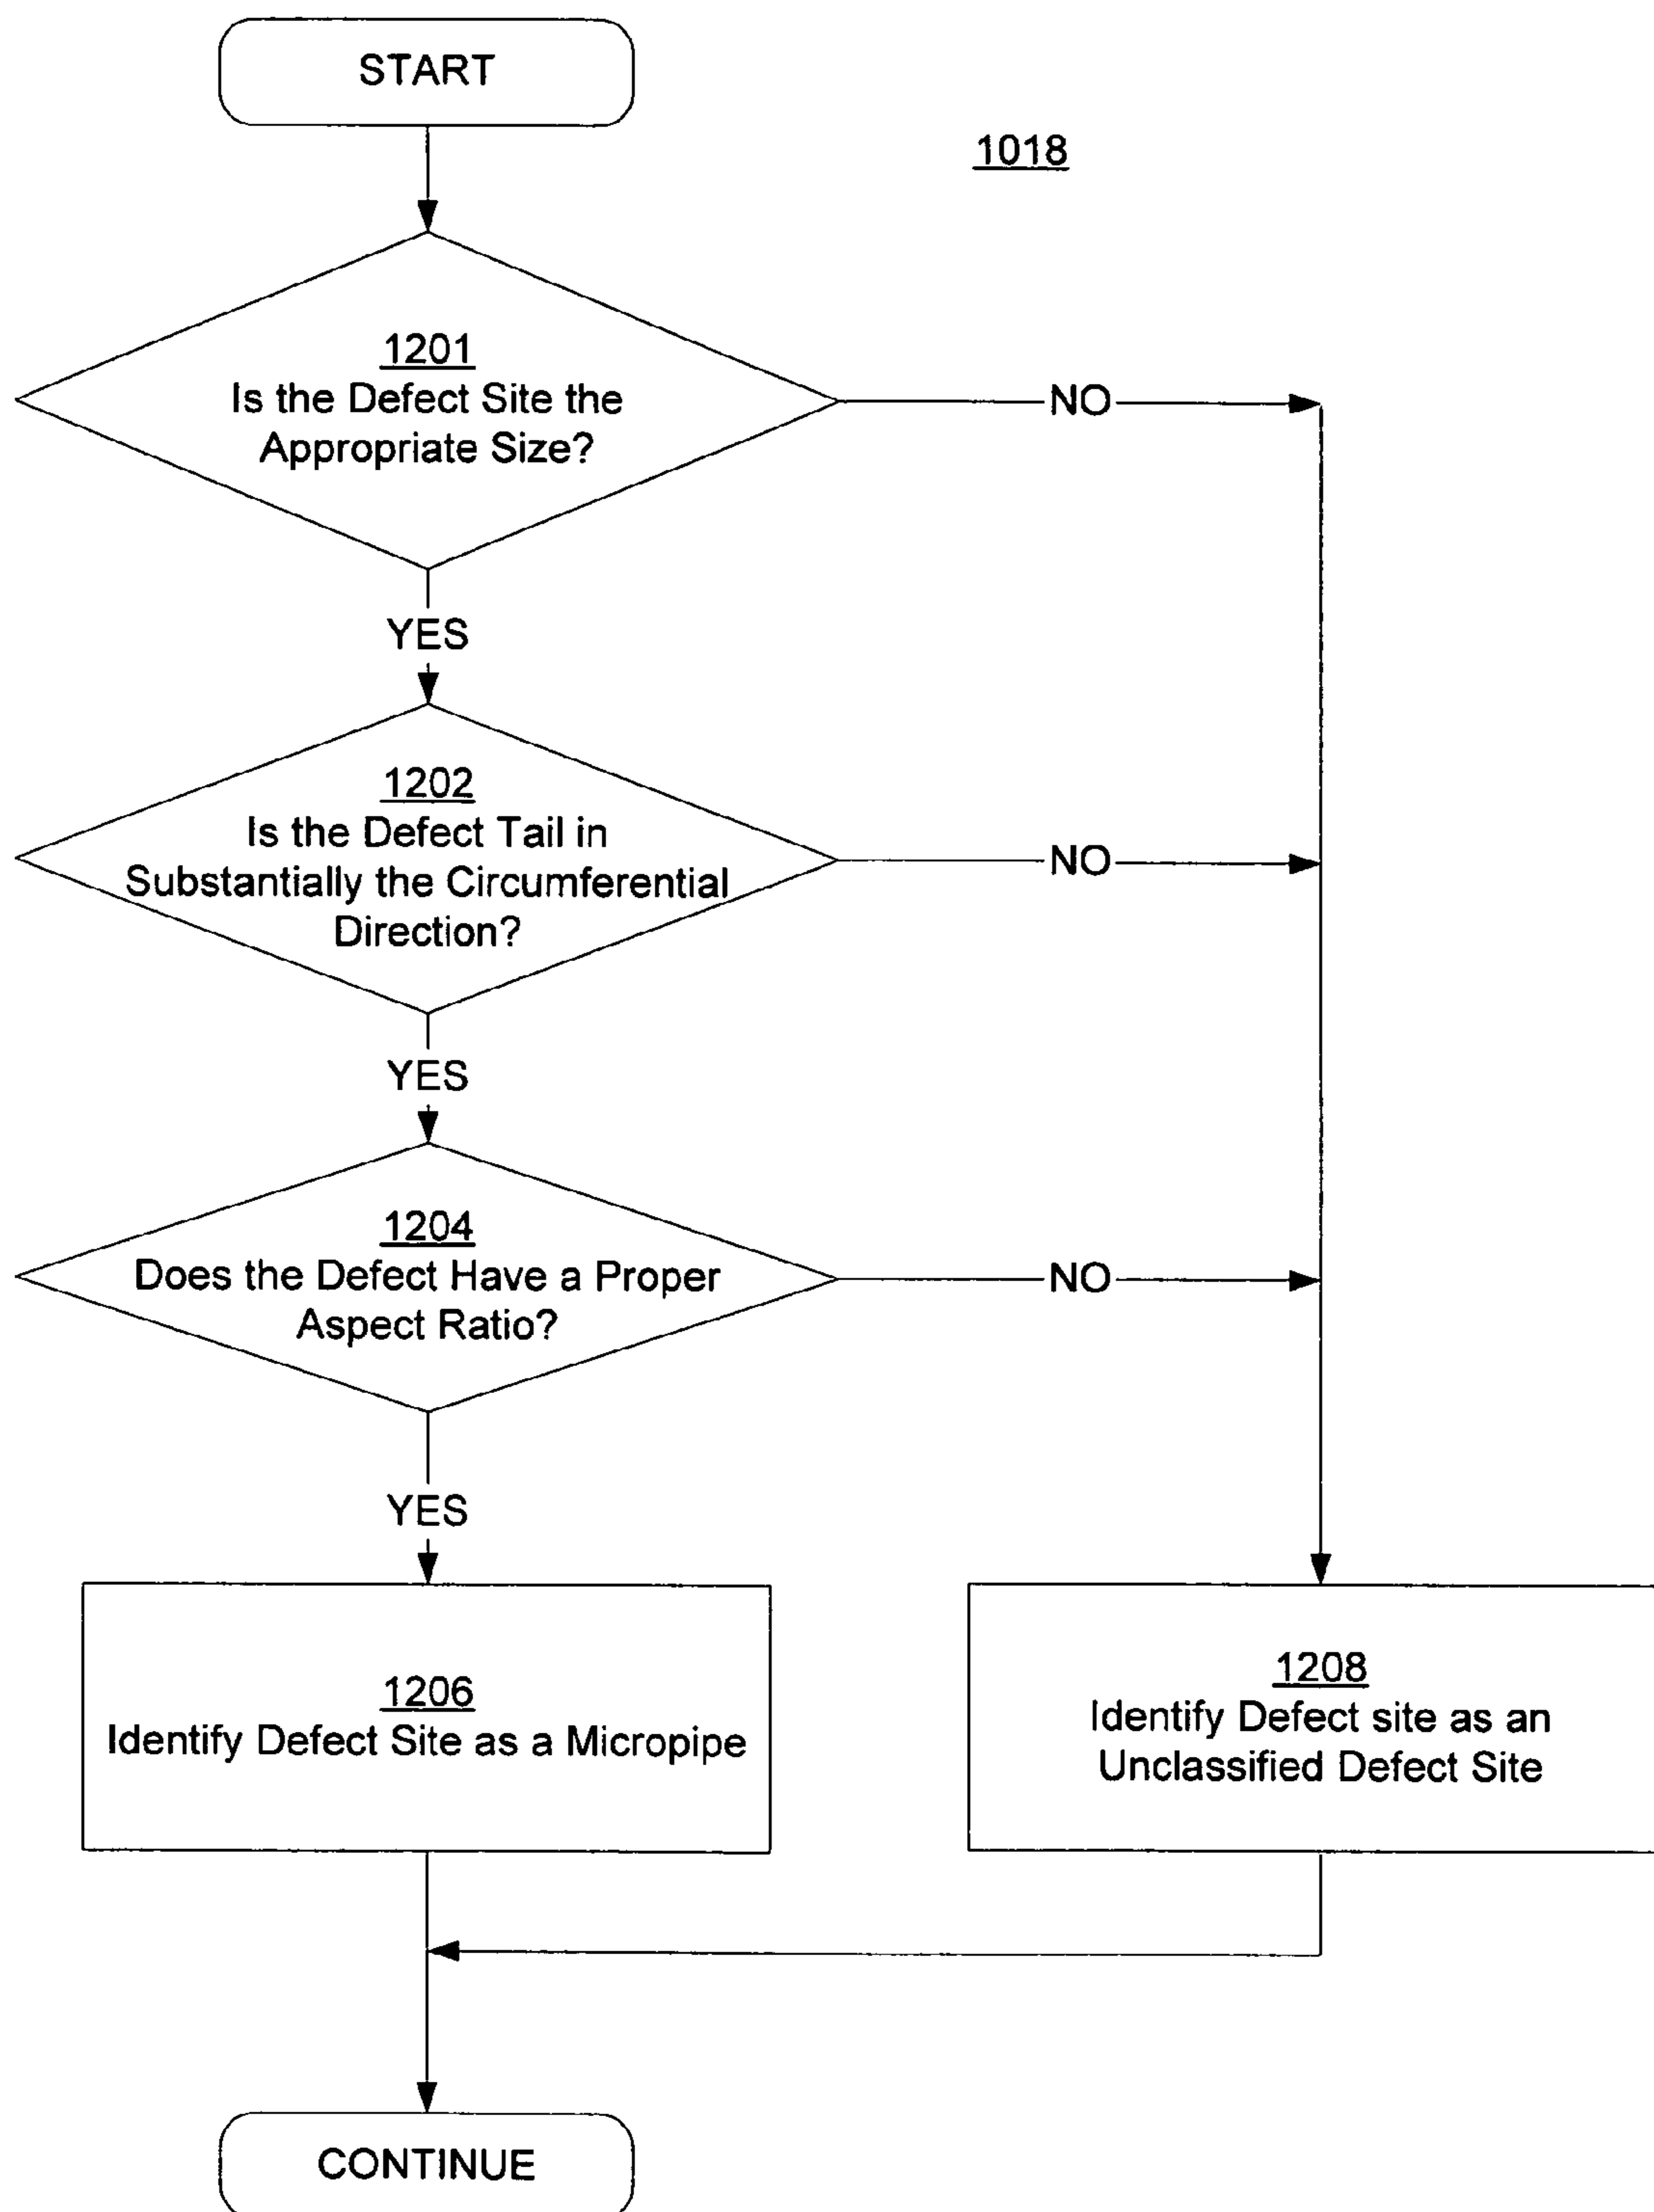 START
1018
1201
Is the Defect Site the
Appropriate Size?
NO
YES
1202
Is the Defect Tail in
Substantially the Circumferential
Direction?
NO
YES
1204
Does the Defect Have a Proper
Aspect Ratio?
NO
YES
1206
Identify Defect Site as a Micropipe
1208
Identify Defect site as an
Unclassified Defect Site
CONTINUE